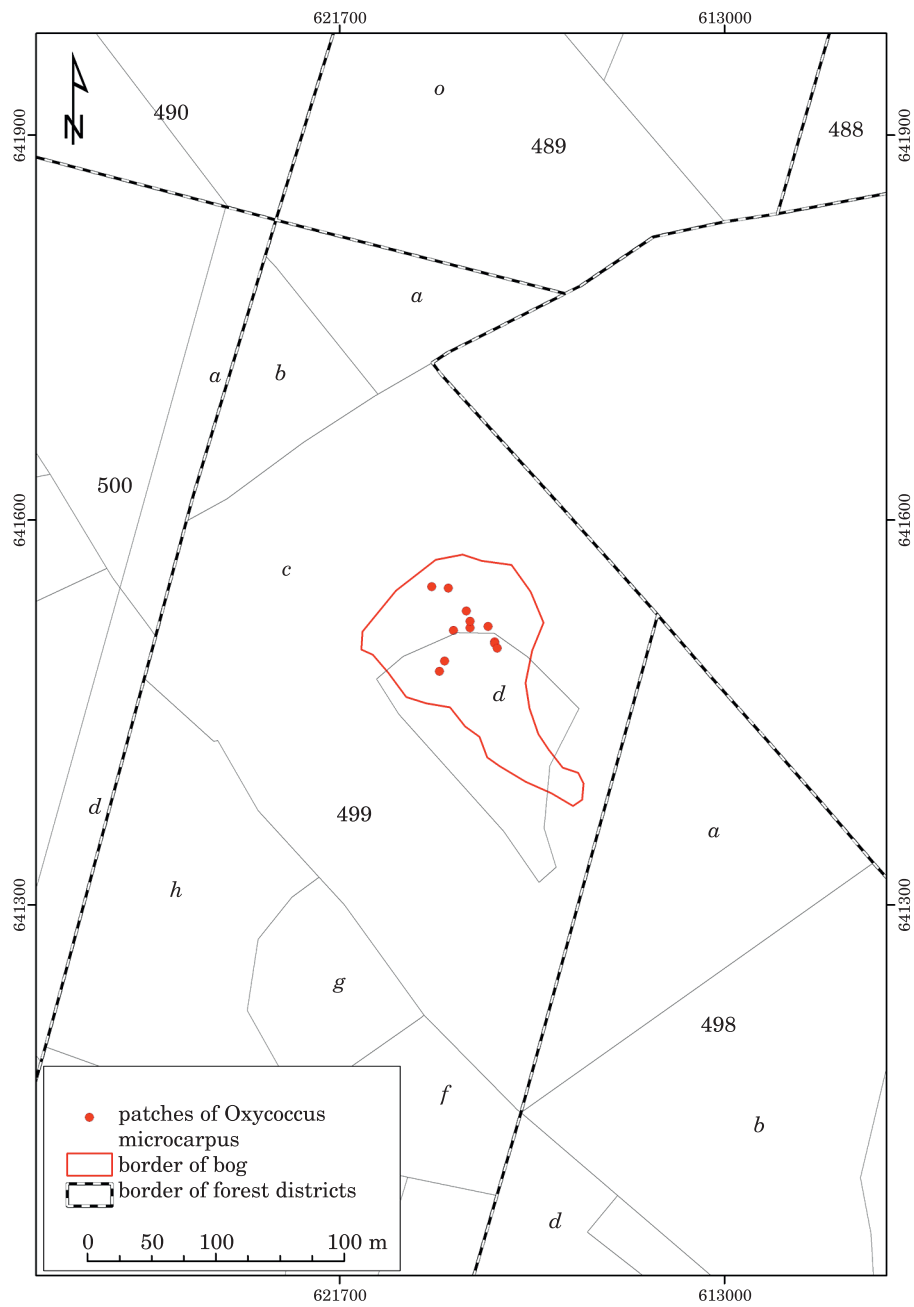 621700 613000
o
490
488
489
641900 641900
N
a
a b
500
641600 641600
c
d
d
499
a
h
641300 641300
g
498
f
b
patches of Oxycoccus
microcarpus
border of bog
border of forest districts
d
0 50 100 100 m
621700 613000